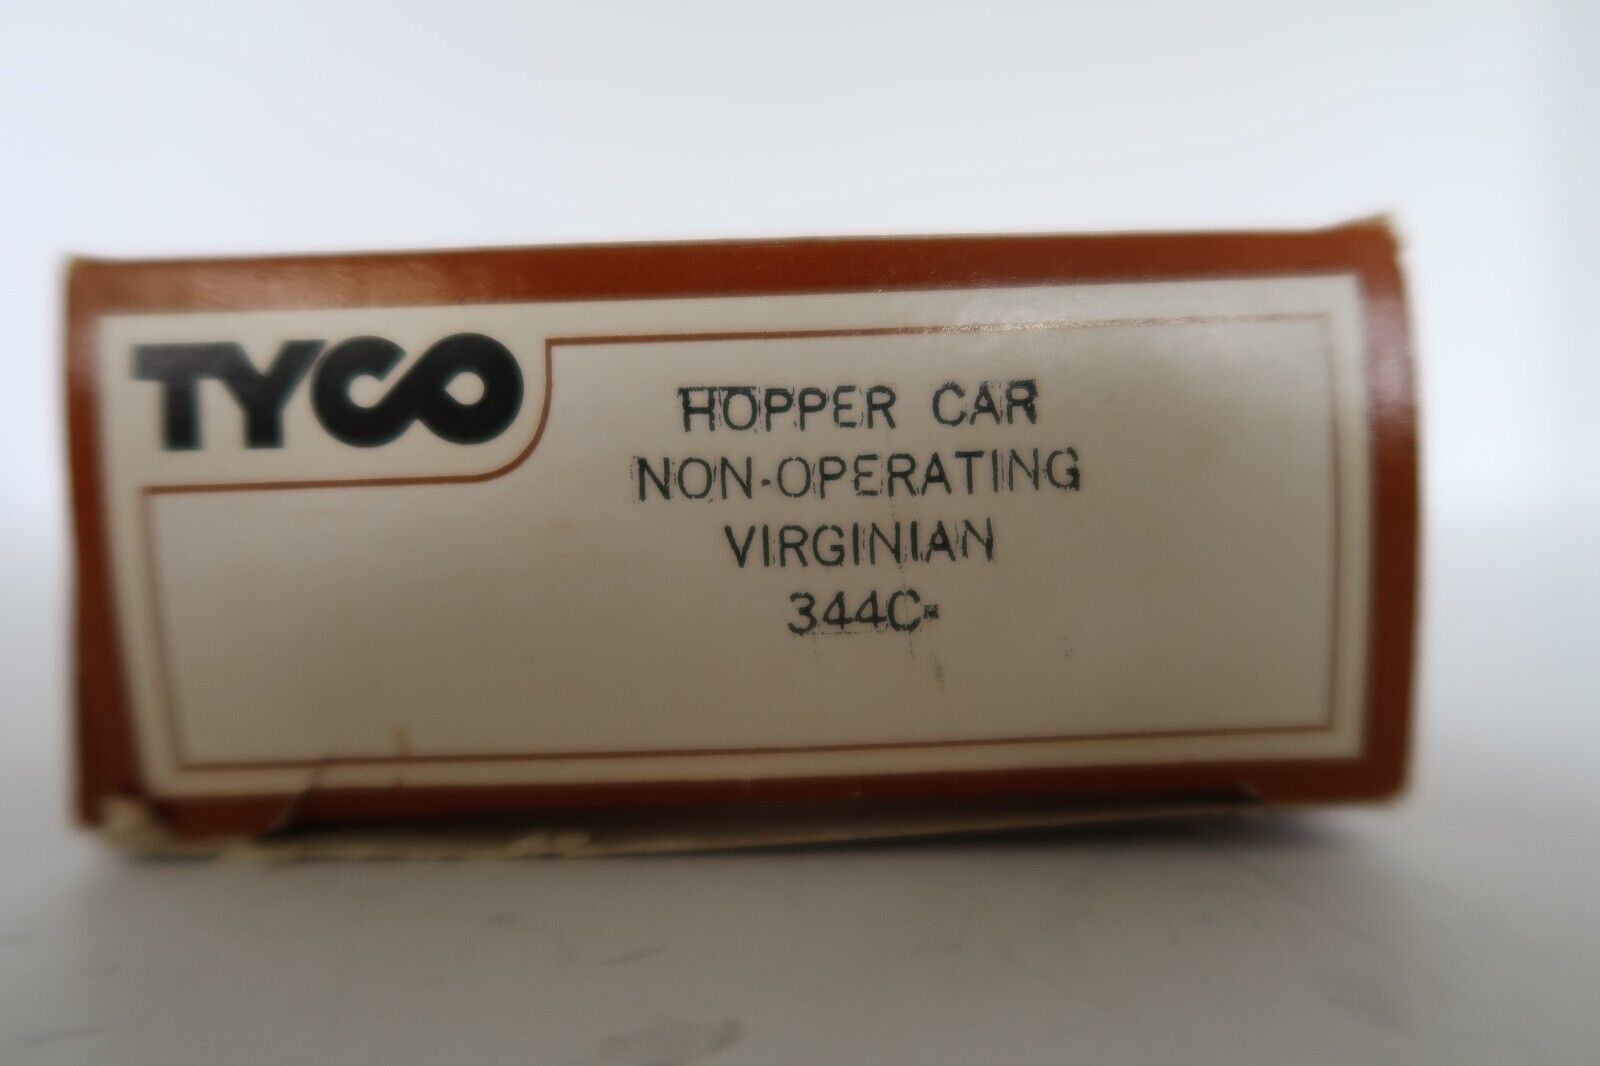 TYCO
HOPPER CAR
NON-OPERATING
VIRGINIAN
344C-